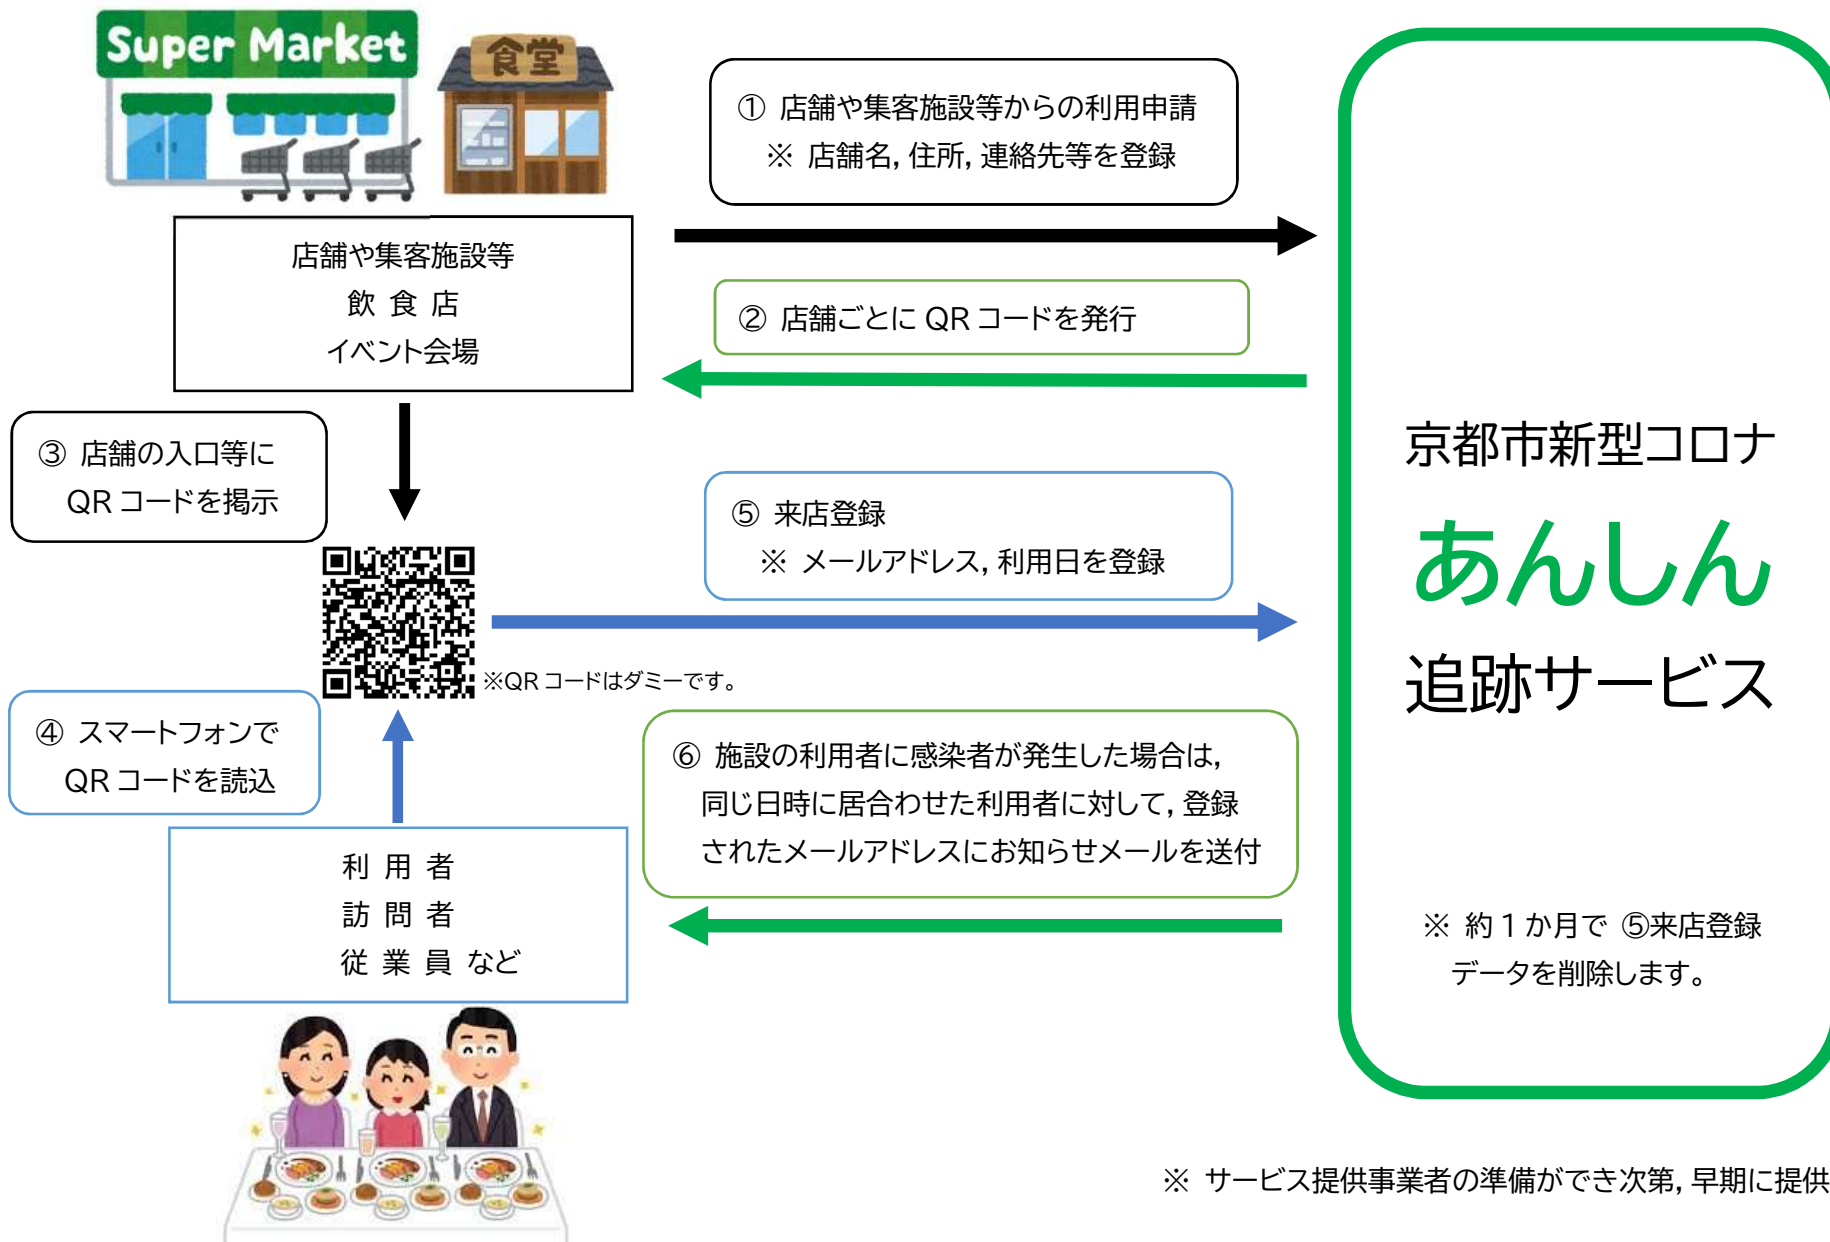 Super Market
食堂
① 店舗や集客施設等からの利用申請
※ 店舗名, 住所, 連絡先等を登録
店舗や集客施設等
飲 食 店
イベント会場
② 店舗ごとに QR コードを発行
③ 店舗の入口等に
QR コードを掲示
⑤ 来店登録
※ メールアドレス, 利用日を登録
※QR コードはダミーです。
④ スマートフォンで
QR コードを読込
⑥ 施設の利用者に感染者が発生した場合は,
同じ日時に居合わせた利用者に対して, 登録
されたメールアドレスにお知らせメールを送付
利 用 者
訪 問 者
従 業 員 など
京都市新型コロナ
あんしん
追跡サービス
※ 約 1 か月で ⑤来店登録
データを削除します。
※ サービス提供事業者の準備ができ次第, 早期に提供